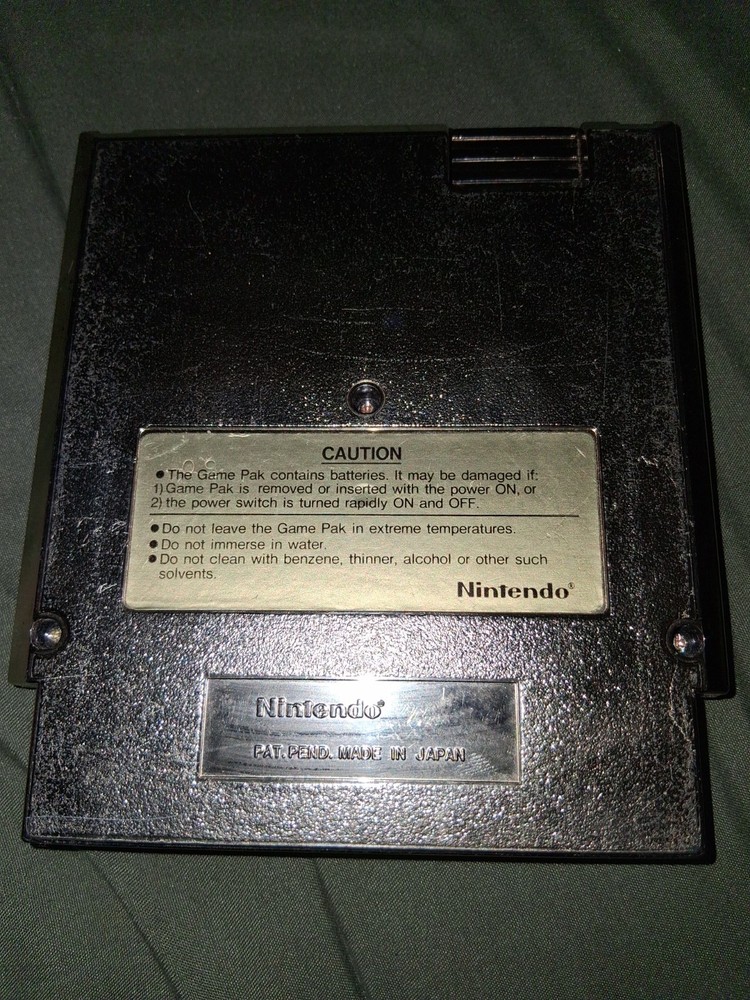 CAUTION
● The Game Pak contains batteries. It may be damaged if:
1) Game Pak is removed or inserted with the power ON, or
2) the power switch is turned rapidly ON and OFF.
● Do not leave the Game Pak in extreme temperatures.
● Do not immerse in water.
● Do not clean with benzene, thinner, alcohol or other such
solvents.
Nintendo®
Nintendo®
PAT. PEND. MADE IN JAPAN